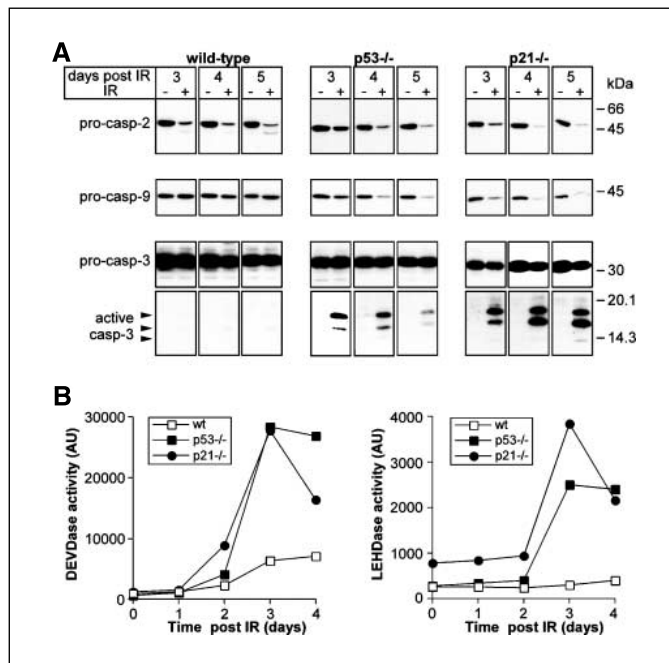 A
wild-type p53-/- p21-/-
days post IR 3 4 5 3 4 5 3 4 5 kDa
IR - + - + - + - + - + - + - + - + - +
pro-casp-2
66
45
pro-casp-9
45
pro-casp-3
30
active
casp-3
20.1
14.3
B
DEVDase activity (AU)
30000
20000
10000
0
wt
p53-/-
p21-/-
0 1 2 3 4
Time post IR (days)
LEHDase activity (AU)
4000
3000
2000
1000
0
wt
p53-/-
p21-/-
0 1 2 3 4
Time post IR (days)